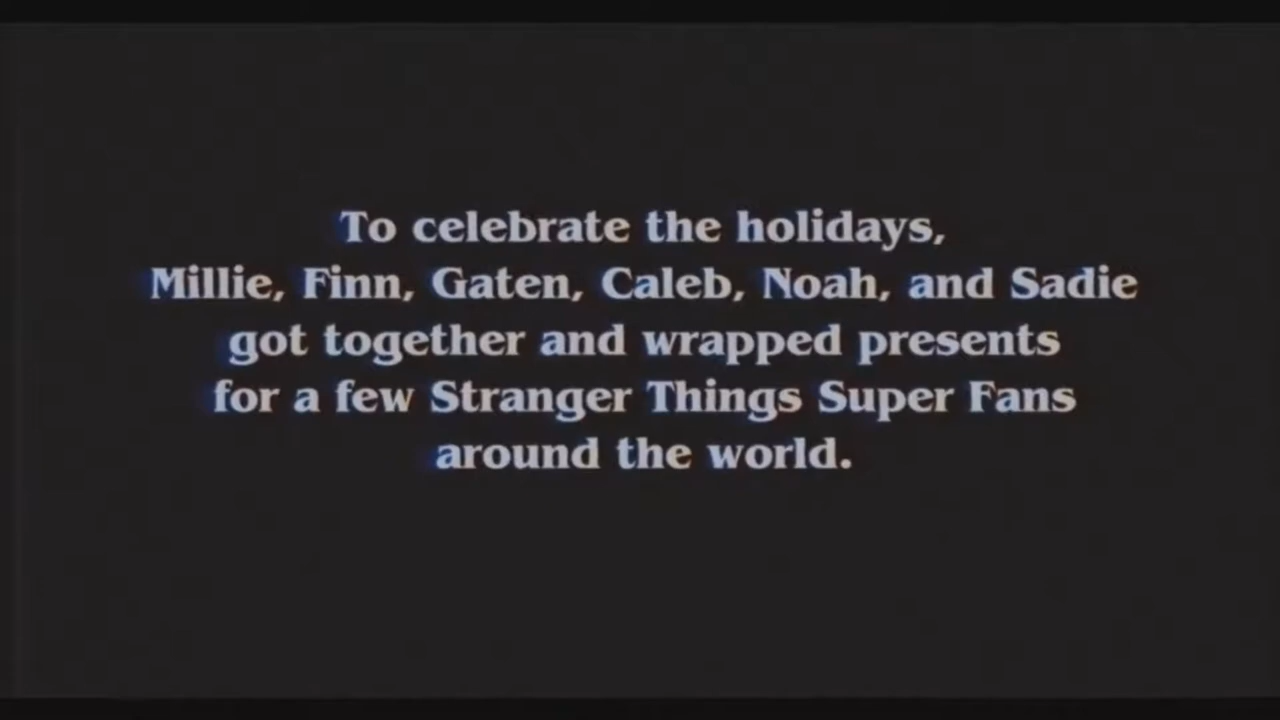 To celebrate the holidays,
Millie, Finn, Gaten, Caleb, Noah, and Sadie
got together and wrapped presents
for a few Stranger Things Super Fans
around the world.